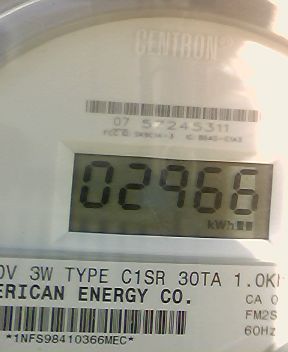 CENTRON®
07 57245311
02966
kWh
0V 3W TYPE C1SR 30TA 1.0K
ERICAN ENERGY CO.
CA 0
FM2S
60Hz
*1NFS98410366MEC*